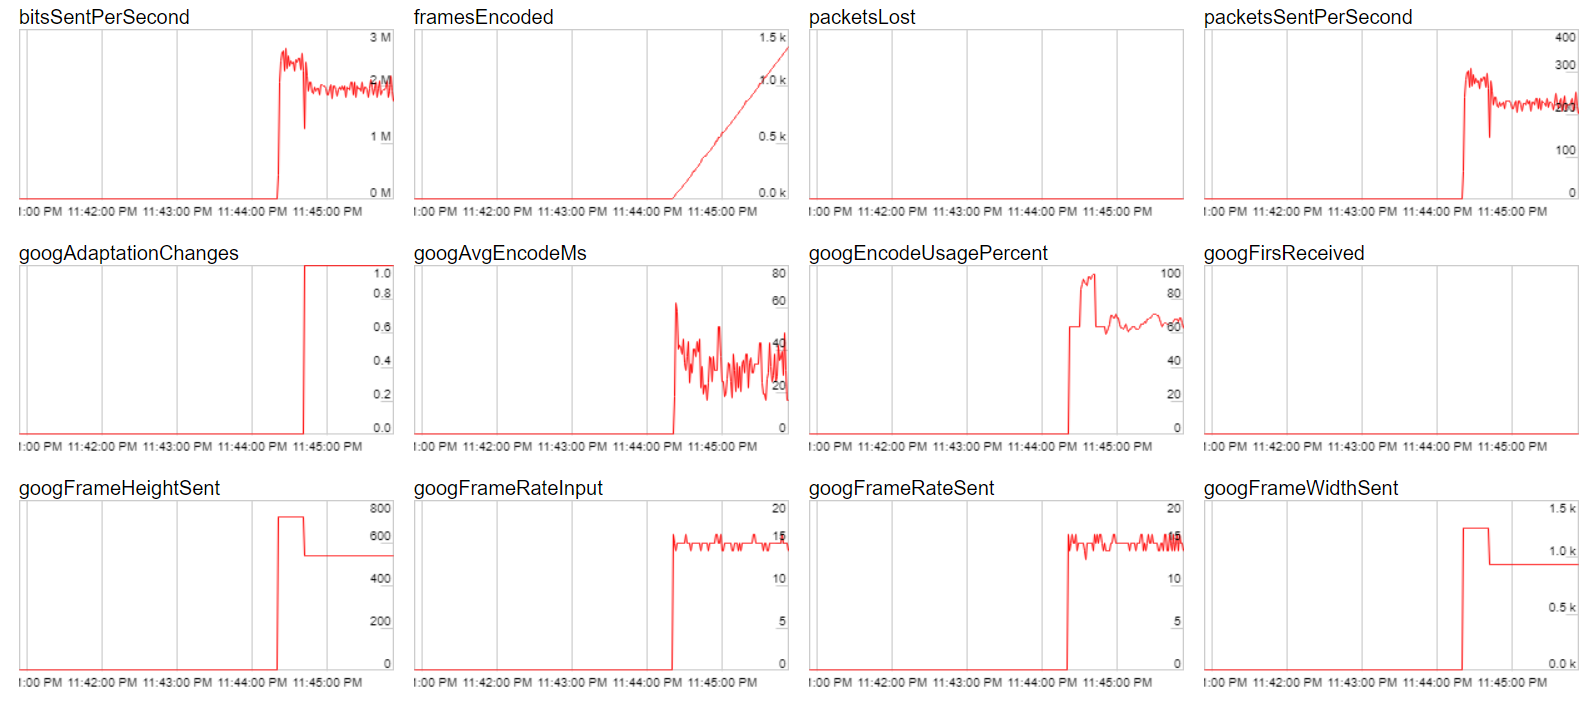 bitsSentPerSecond framesEncoded packetsLost packetsSentPerSecond
3 M 1.5 k 400
300
2 M 1.0 k 200
1 M 0.5 k 100
0 M 0.0 k 0
1:00 PM 11:42:00 PM 11:43:00 PM 11:44:00 PM 11:45:00 PM 1:00 PM 11:42:00 PM 11:43:00 PM 11:44:00 PM 11:45:00 PM 1:00 PM 11:42:00 PM 11:43:00 PM 11:44:00 PM 11:45:00 PM 1:00 PM 11:42:00 PM 11:43:00 PM 11:44:00 PM 11:45:00 PM
googAdaptationChanges googAvgEncodeMs googEncodeUsagePercent googFirsReceived
1.0 80 100
0.8 60 80
0.6 40 60
0.4 40
0.2 20 20
0.0 0 0
1:00 PM 11:42:00 PM 11:43:00 PM 11:44:00 PM 11:45:00 PM 1:00 PM 11:42:00 PM 11:43:00 PM 11:44:00 PM 11:45:00 PM 1:00 PM 11:42:00 PM 11:43:00 PM 11:44:00 PM 11:45:00 PM 1:00 PM 11:42:00 PM 11:43:00 PM 11:44:00 PM 11:45:00 PM
googFrameHeightSent googFrameRateInput googFrameRateSent googFrameWidthSent
800 20 20 1.5 k
600 15 15 1.0 k
400 10 10
200 5 5 0.5 k
0 0 0 0.0 k
1:00 PM 11:42:00 PM 11:43:00 PM 11:44:00 PM 11:45:00 PM 1:00 PM 11:42:00 PM 11:43:00 PM 11:44:00 PM 11:45:00 PM 1:00 PM 11:42:00 PM 11:43:00 PM 11:44:00 PM 11:45:00 PM 1:00 PM 11:42:00 PM 11:43:00 PM 11:44:00 PM 11:45:00 PM